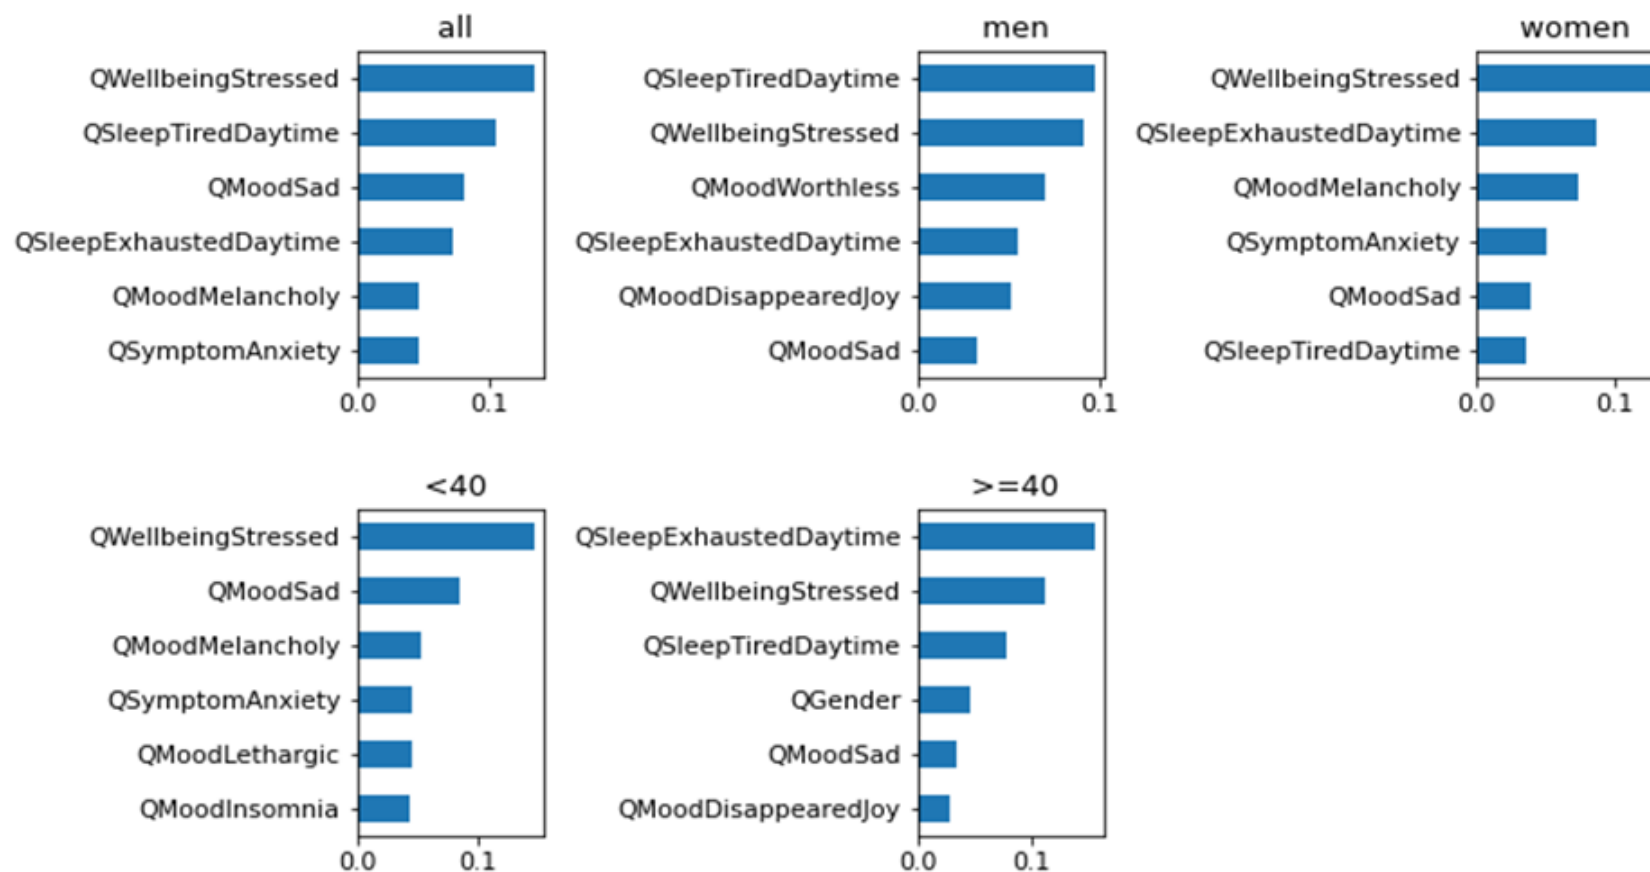 all
QWellbeingStressed
QSleepTiredDaytime
QMoodSad
QSleepExhaustedDaytime
QMoodMelancholy
QSymptomAnxiety
0.0 0.1
men
QSleepTiredDaytime
QWellbeingStressed
QMoodWorthless
QSleepExhaustedDaytime
QMoodDisappearedJoy
QMoodSad
0.0 0.1
women
QWellbeingStressed
QSleepExhaustedDaytime
QMoodMelancholy
QSymptomAnxiety
QMoodSad
QSleepTiredDaytime
0.0 0.1
<40
QWellbeingStressed
QMoodSad
QMoodMelancholy
QSymptomAnxiety
QMoodLethargic
QMoodInsomnia
0.0 0.1
>=40
QSleepExhaustedDaytime
QWellbeingStressed
QSleepTiredDaytime
QGender
QMoodSad
QMoodDisappearedJoy
0.0 0.1